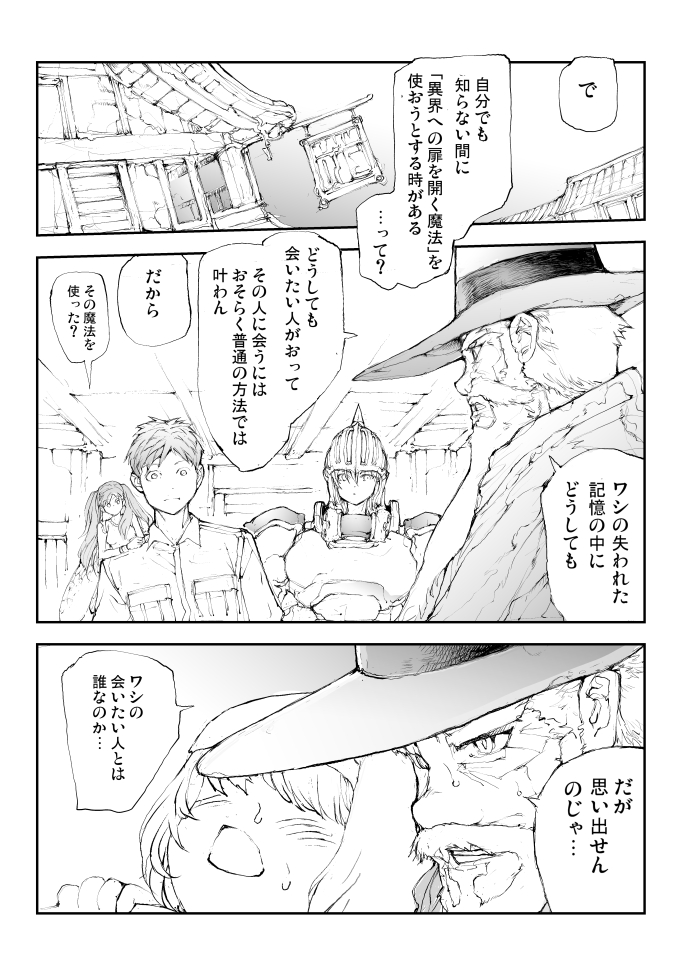 で
自分でも
知らない間に
「異界への扉を開く魔法」を
使おうとする時がある
…って？
ワシの失われた
記憶の中に
どうしても
どうしても
会いたい人がおって
その人に会うには
おそらく普通の方法では
叶わん
だから
その魔法を
使った？
だが
思い出せん
のじゃ…
ワシの
会いたい人とは
誰なのか…